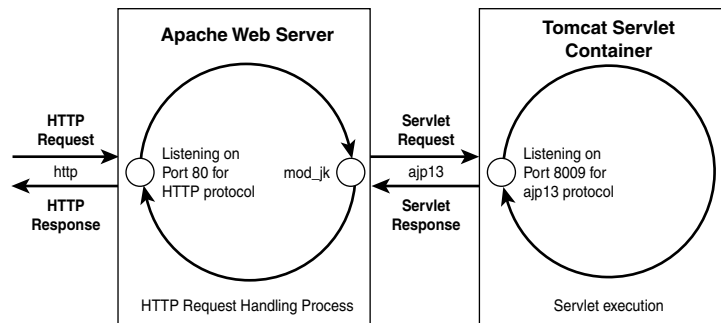 Apache Web Server
Tomcat Servlet
Container
HTTP
Request
http
HTTP
Response
Listening on
Port 80 for
HTTP protocol
mod_jk
Servlet
Request
ajp13
Servlet
Response
Listening on
Port 8009 for
ajp13 protocol
HTTP Request Handling Process
Servlet execution